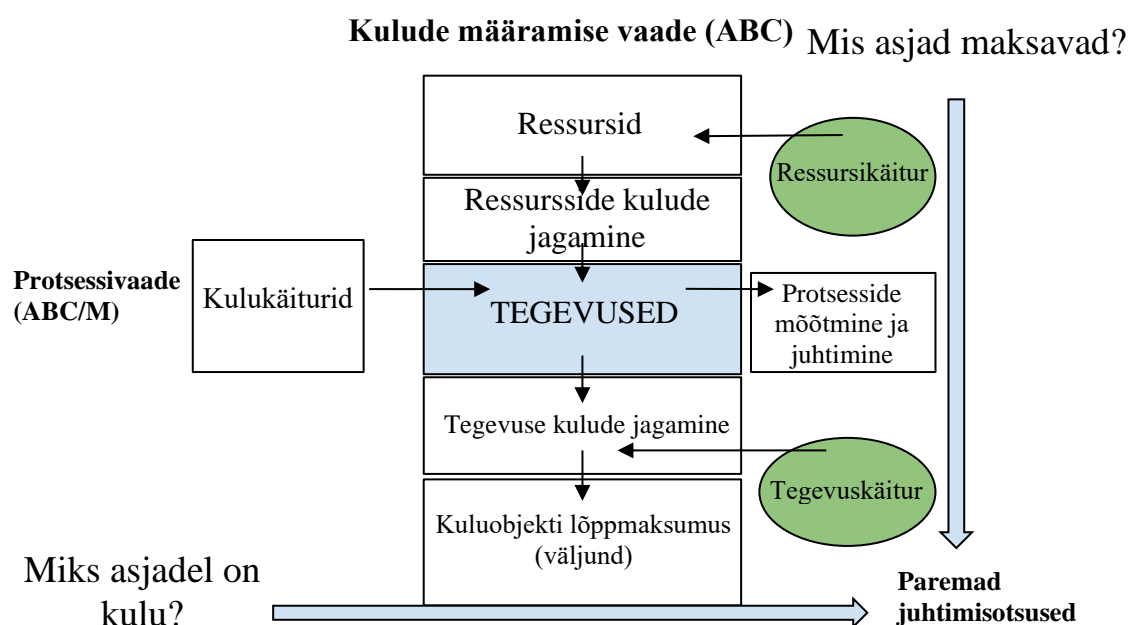 Kulude määramise vaade (ABC)
Mis asjad maksavad?
Ressursid
Ressursikäitur
Ressursside kulude
jagamine
Protsessivaade
(ABC/M)
Kulukäiturid
TEGEVUSED
Protsesside
mõõtmine ja
juhtimine
Tegevuse kulude jagamine
Tegevuskäitur
Kuluobjekti lõppmaksumus
(väljund)
Miks asjadel on
kulu?
Paremad
juhtimisotsused